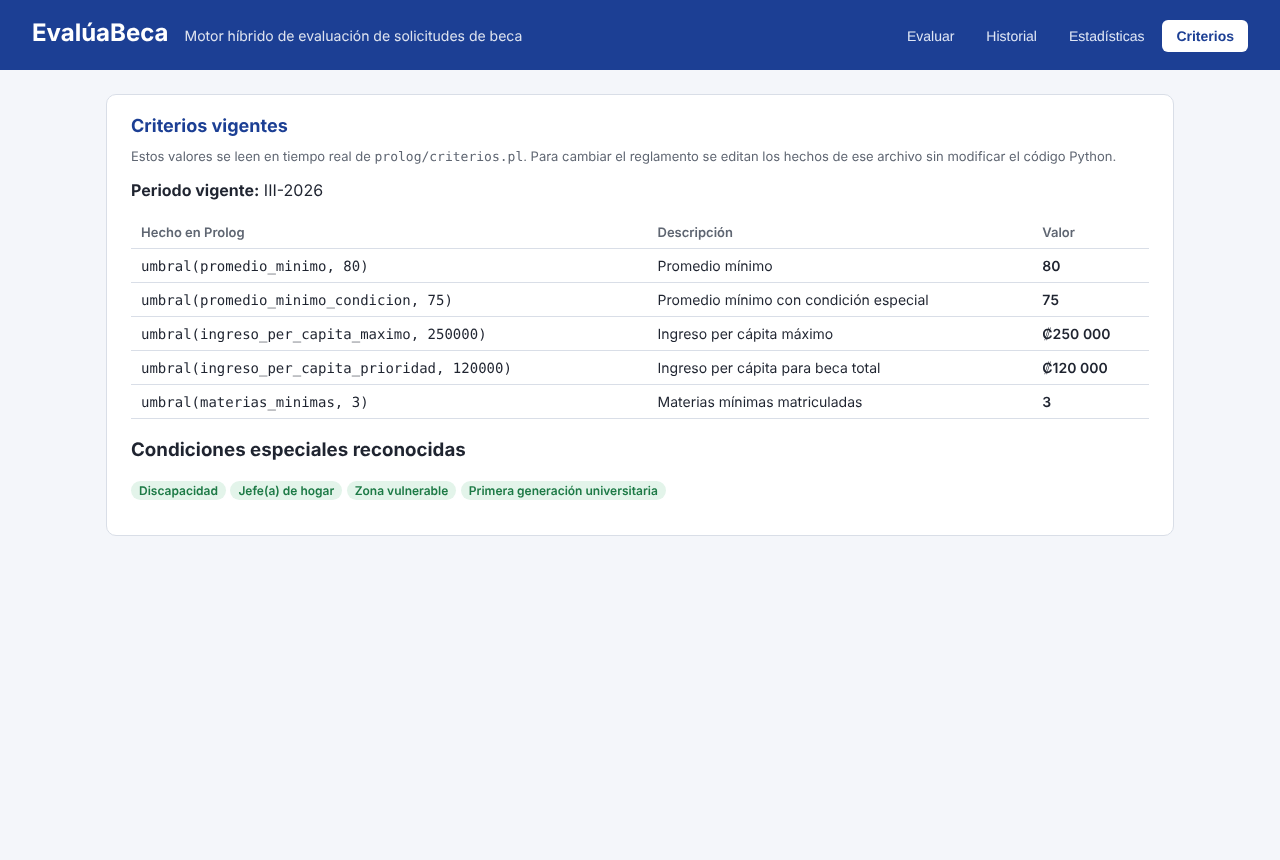 EvalúaBeca Motor híbrido de evaluación de solicitudes de beca Evaluar Historial Estadísticas Criterios
Criterios vigentes
Estos valores se leen en tiempo real de prolog/criterios.pl. Para cambiar el reglamento se editan los hechos de ese archivo sin modificar el código Python.
Periodo vigente: III-2026
Hecho en Prolog Descripción Valor
umbral(promedio_minimo, 80) Promedio mínimo 80
umbral(promedio_minimo_condicion, 75) Promedio mínimo con condición especial 75
umbral(ingreso_per_capita_maximo, 250000) Ingreso per cápita máximo ₡250 000
umbral(ingreso_per_capita_prioridad, 120000) Ingreso per cápita para beca total ₡120 000
umbral(materias_minimas, 3) Materias mínimas matriculadas 3
Condiciones especiales reconocidas
Discapacidad Jefe(a) de hogar Zona vulnerable Primera generación universitaria